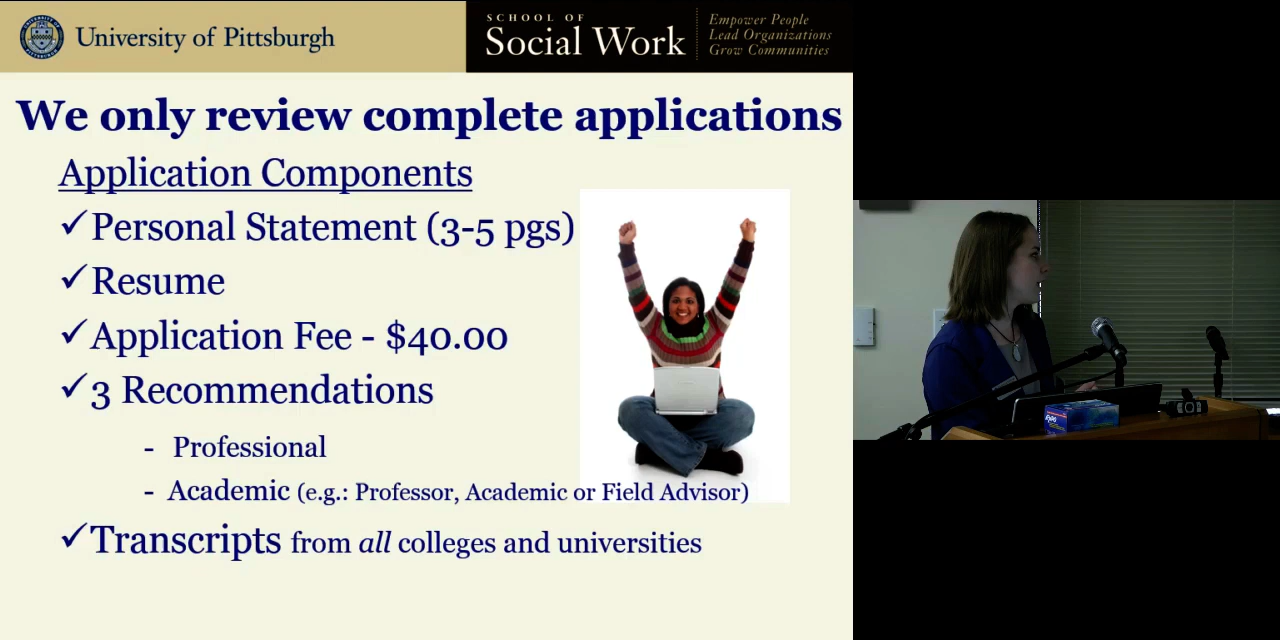 University of Pittsburgh
SCHOOL OF
Social Work
Empower People
Lead Organizations
Grow Communities
We only review complete applications
Application Components
✓Personal Statement (3-5 pgs)
✓Resume
✓Application Fee - $40.00
✓3 Recommendations
- Professional
- Academic (e.g.: Professor, Academic or Field Advisor)
✓Transcripts from all colleges and universities